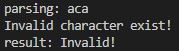 parsing: aca
Invalid character exist!
result: Invalid!